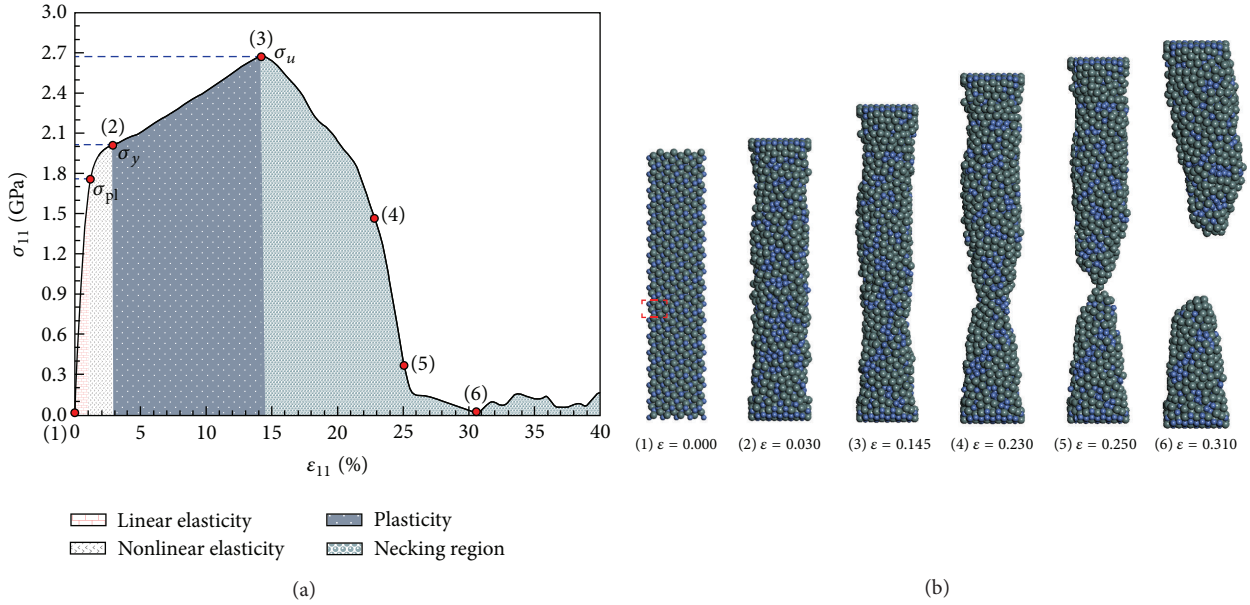 3.0
2.7
2.4
2.1
1.8
1.5
1.2
0.9
0.6
0.3
0.0
σ11 (GPa)
(1)
(2)
(3)
(4)
(5)
(6)
σpl
σy
σu
0 5 10 15 20 25 30 35 40
ε11 (%)
Linear elasticity
Nonlinear elasticity
Plasticity
Necking region
(a)
(1) ε = 0.000
(2) ε = 0.030
(3) ε = 0.145
(4) ε = 0.230
(5) ε = 0.250
(6) ε = 0.310
(b)